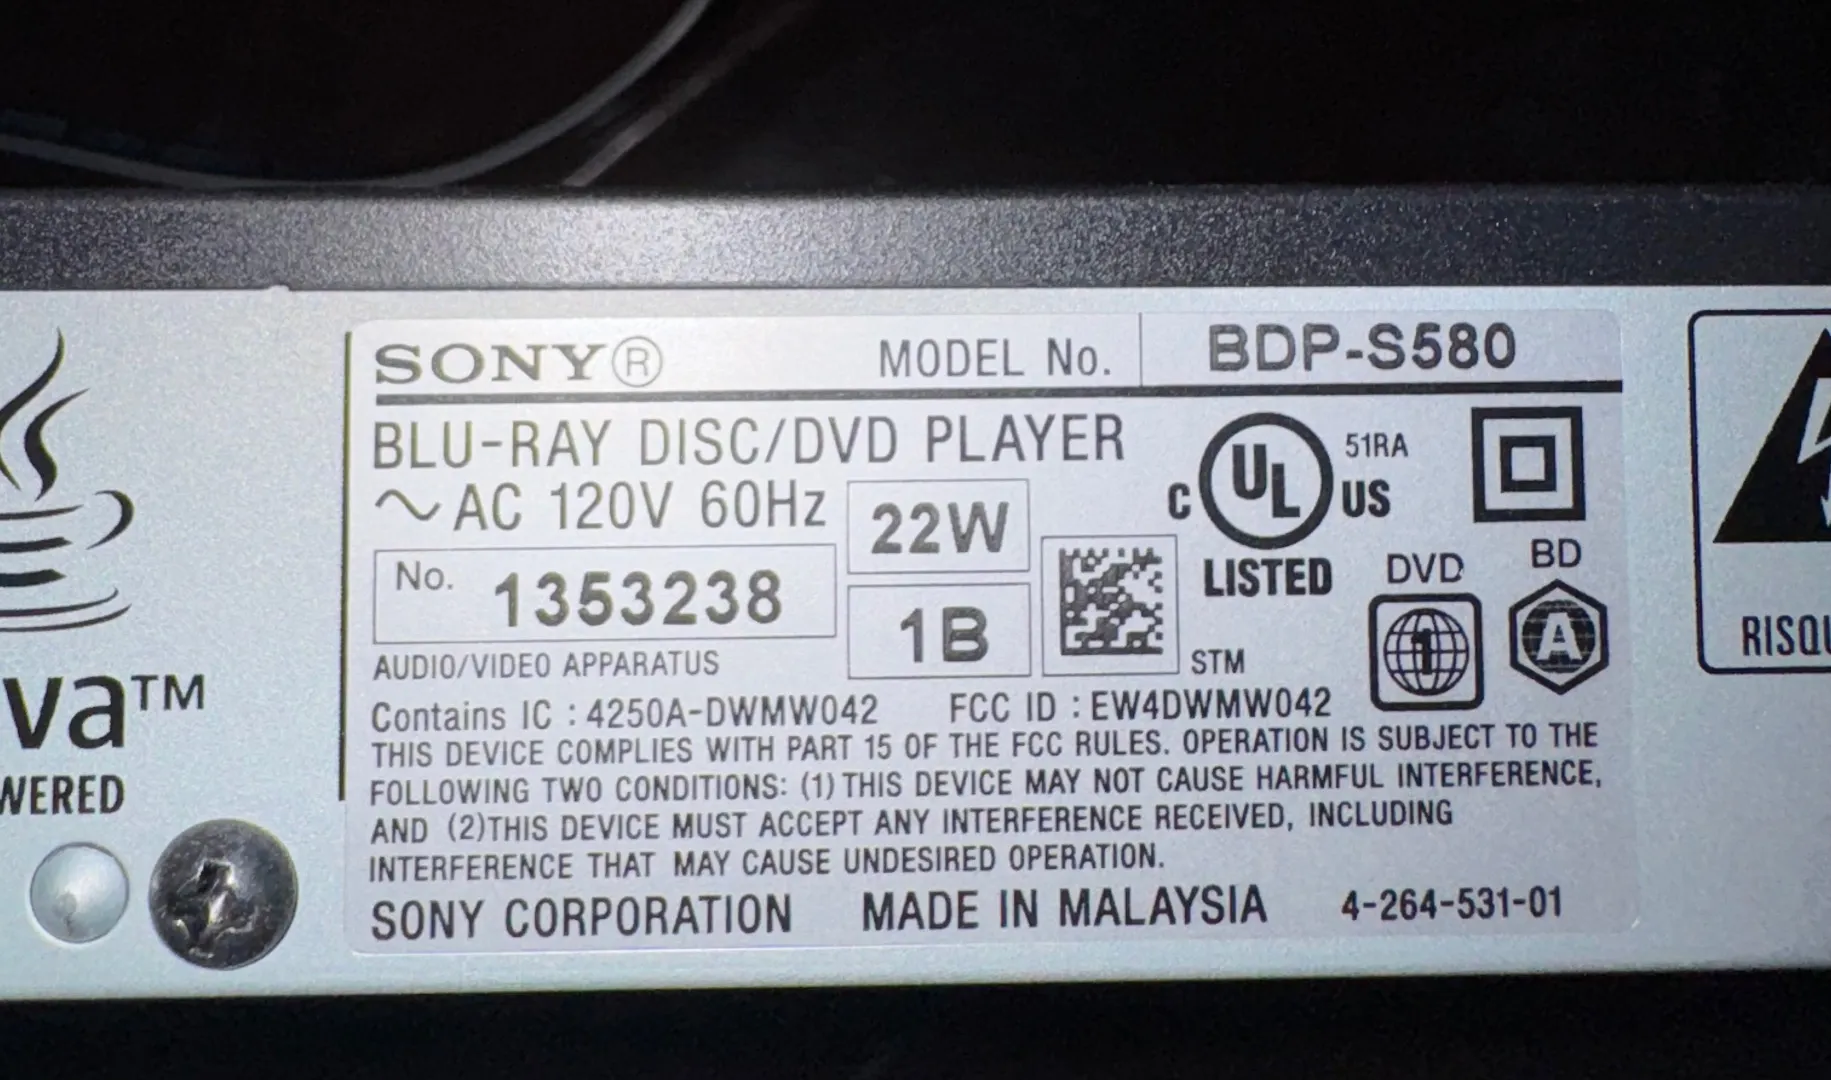 SONY® MODEL No. BDP-S580
BLU-RAY DISC/DVD PLAYER
~ AC 120V 60Hz 22W
No. 1353238
1B
C UL US 51RA
LISTED
DVD
1
BD
A
STM
AUDIO/VIDEO APPARATUS
Contains IC : 4250A-DWMW042 FCC ID : EW4DWMW042
THIS DEVICE COMPLIES WITH PART 15 OF THE FCC RULES. OPERATION IS SUBJECT TO THE
FOLLOWING TWO CONDITIONS: (1) THIS DEVICE MAY NOT CAUSE HARMFUL INTERFERENCE,
AND (2)THIS DEVICE MUST ACCEPT ANY INTERFERENCE RECEIVED, INCLUDING
INTERFERENCE THAT MAY CAUSE UNDESIRED OPERATION.
SONY CORPORATION MADE IN MALAYSIA 4-264-531-01
va™
WERED
RISQU